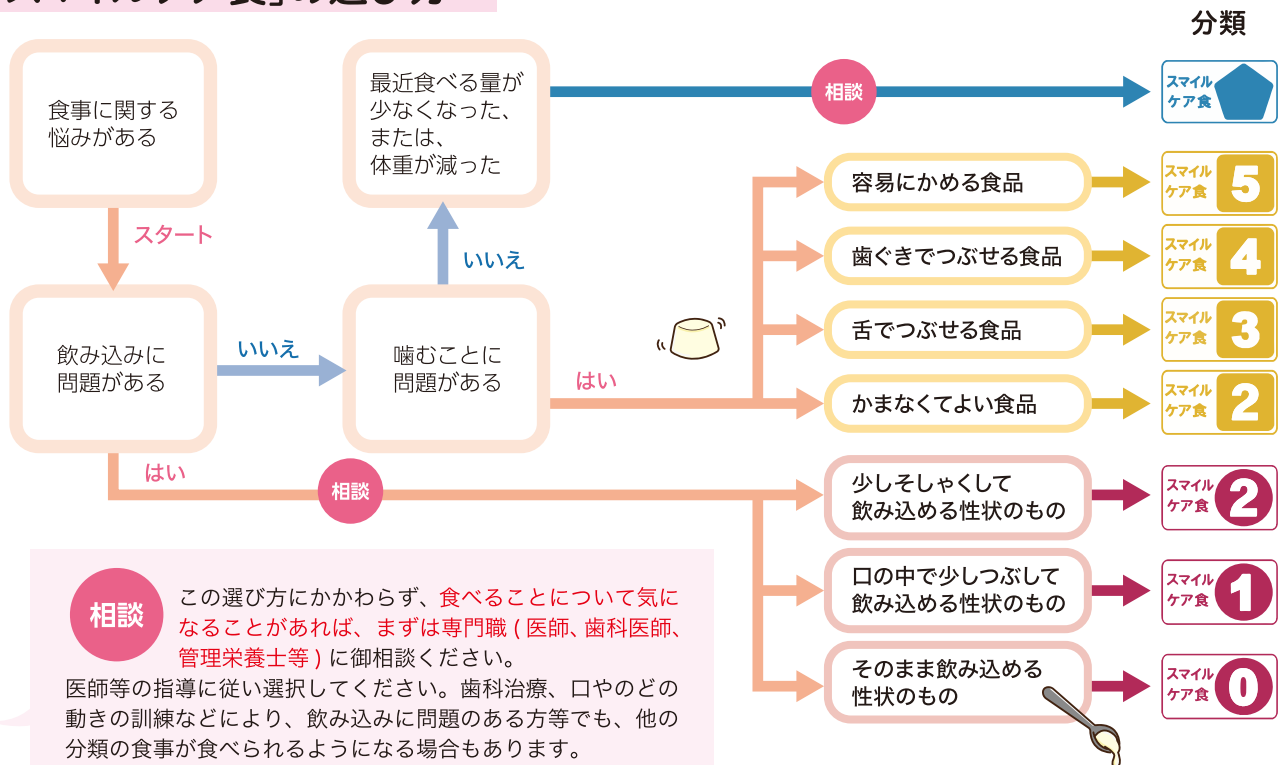 分類
食事に関する
悩みがある
スタート
最近食べる量が
少なくなった、
または、
体重が減った
相談
スマイル
ケア食
いいえ
飲み込みに
問題がある
いいえ
噛むことに
問題がある
はい
容易にかめる食品
スマイル
ケア食
5
歯ぐきでつぶせる食品
スマイル
ケア食
4
舌でつぶせる食品
スマイル
ケア食
3
かまなくてよい食品
スマイル
ケア食
2
はい
相談
少しそしゃくして
飲み込める性状のもの
スマイル
ケア食
2
口の中で少しつぶして
飲み込める性状のもの
スマイル
ケア食
1
そのまま飲み込める
性状のもの
スマイル
ケア食
0
相談
この選び方にかかわらず、食べることについて気に
なることがあれば、まずは専門職(医師、歯科医師、
管理栄養士等)に御相談ください。
医師等の指導に従い選択してください。歯科治療、口やのどの
動きの訓練などにより、飲み込みに問題のある方等でも、他の
分類の食事が食べられるようになる場合もあります。